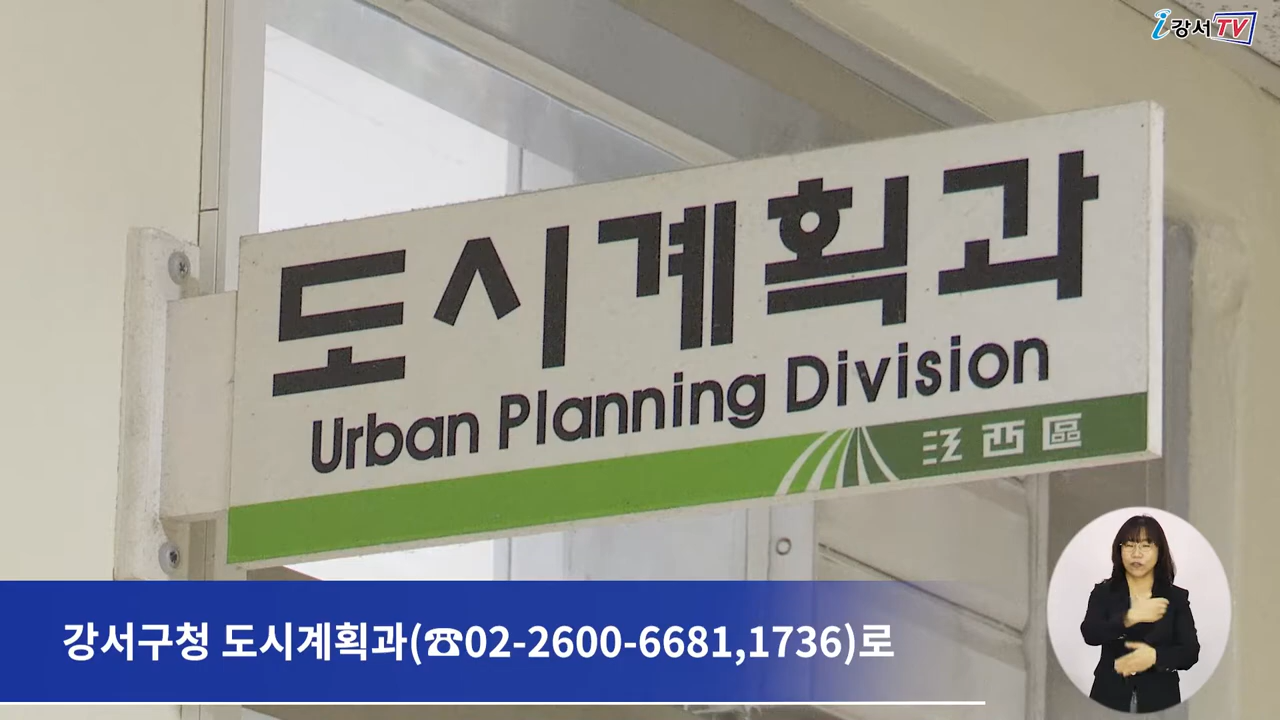 i강서TV
도시계획과
Urban Planning Division
江西區
강서구청 도시계획과(☎02-2600-6681,1736)로